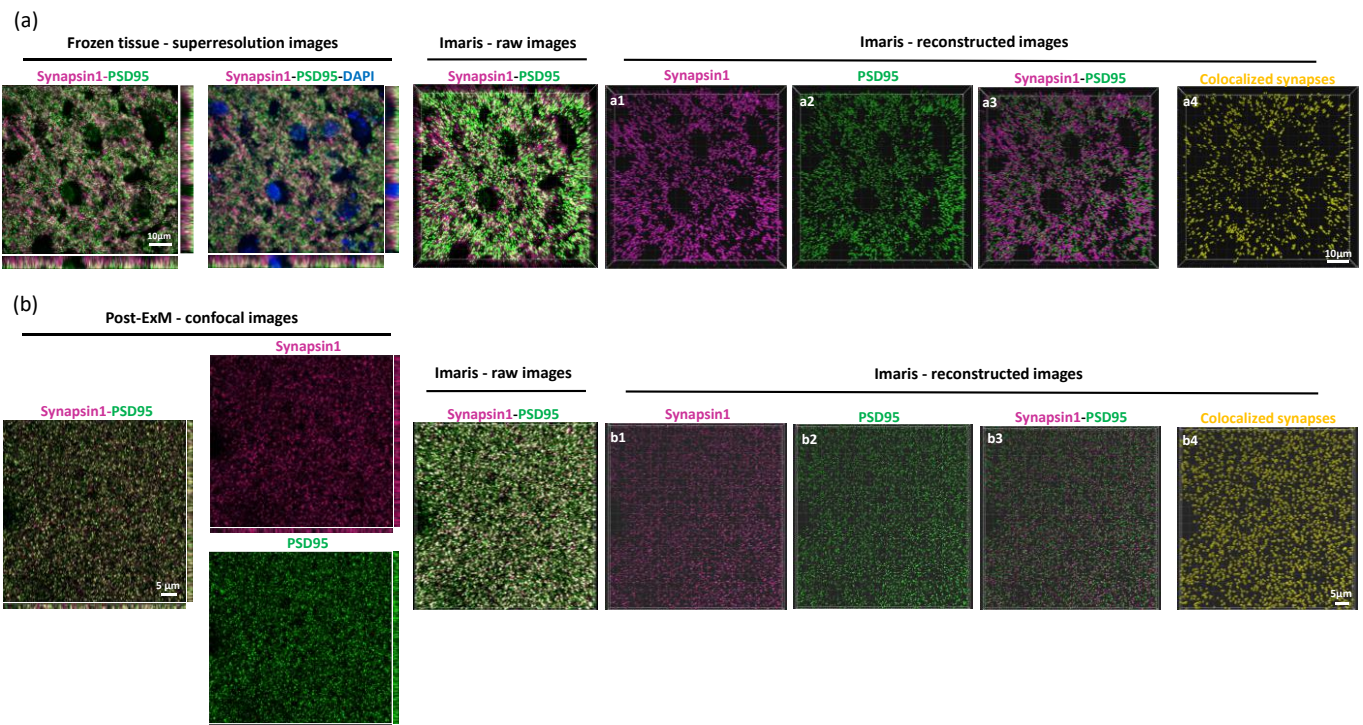 (a)
Frozen tissue - superresolution images
Imaris - raw images
Imaris - reconstructed images
Synapsin1-PSD95
Synapsin1-PSD95-DAPI
Synapsin1-PSD95
Synapsin1
PSD95
Synapsin1-PSD95
Colocalized synapses
a1
a2
a3
a4
10μm
10μm
(b)
Post-ExM - confocal images
Synapsin1
Imaris - raw images
Imaris - reconstructed images
Synapsin1-PSD95
Synapsin1-PSD95
Synapsin1
PSD95
Synapsin1-PSD95
Colocalized synapses
b1
b2
b3
b4
PSD95
5 μm
5μm